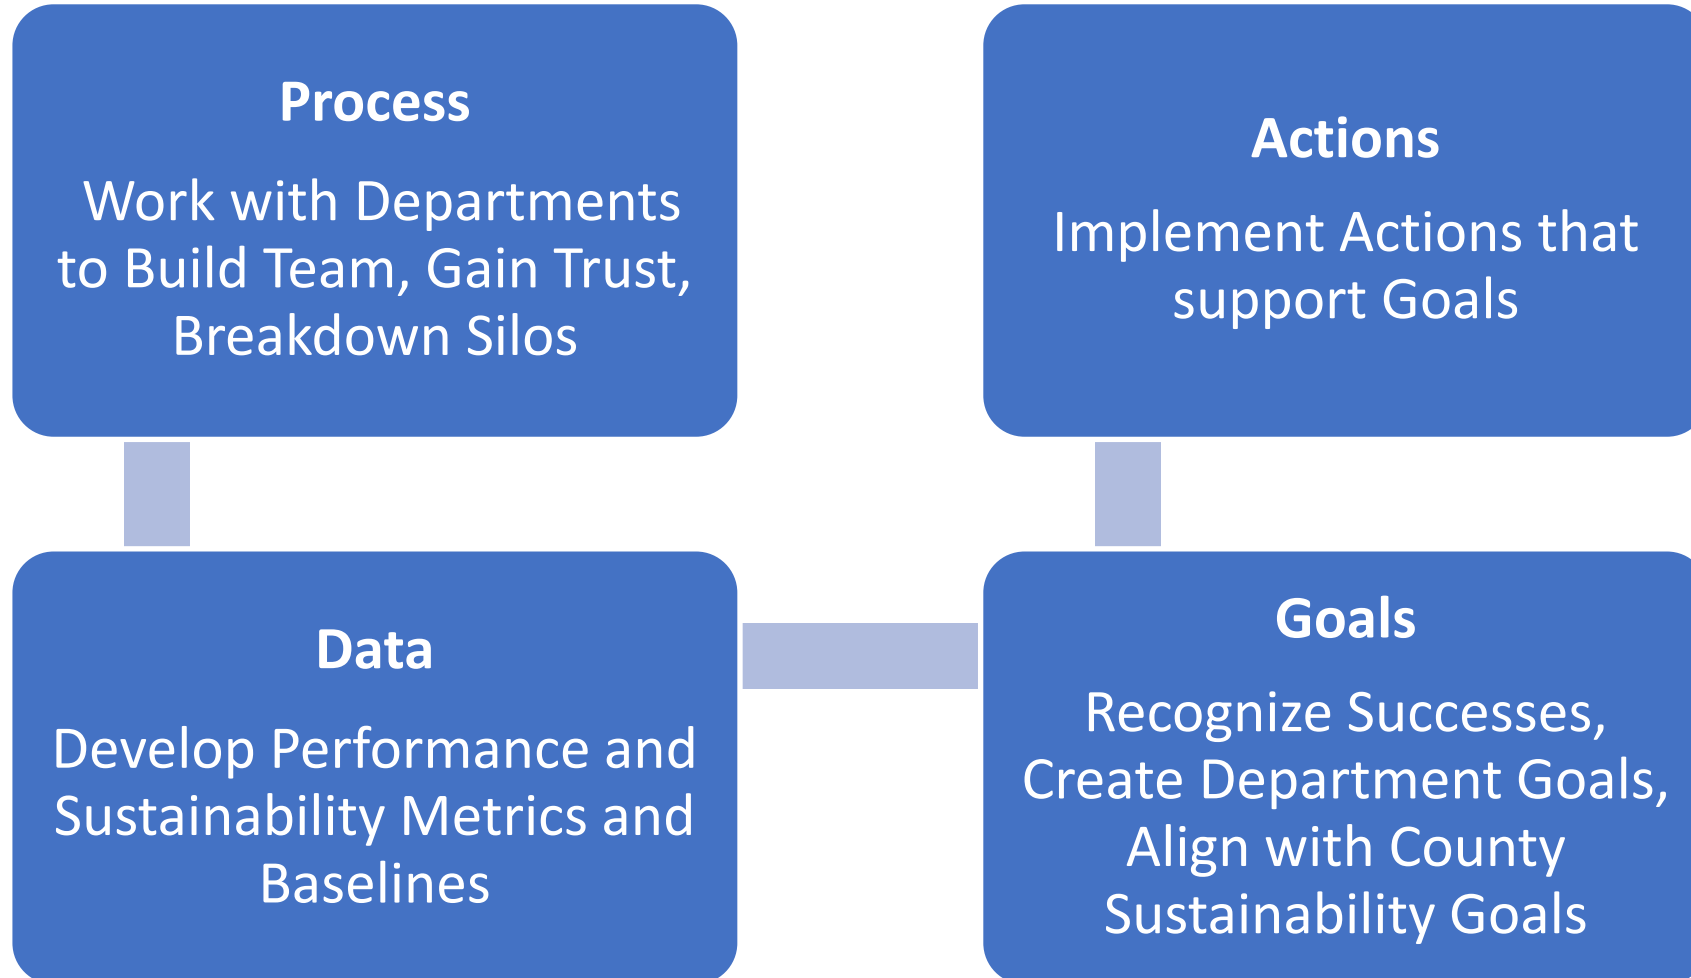 Process
Work with Departments
to Build Team, Gain Trust,
Breakdown Silos
Data
Develop Performance and
Sustainability Metrics and
Baselines
Goals
Recognize Successes,
Create Department Goals,
Align with County
Sustainability Goals
Actions
Implement Actions that
support Goals